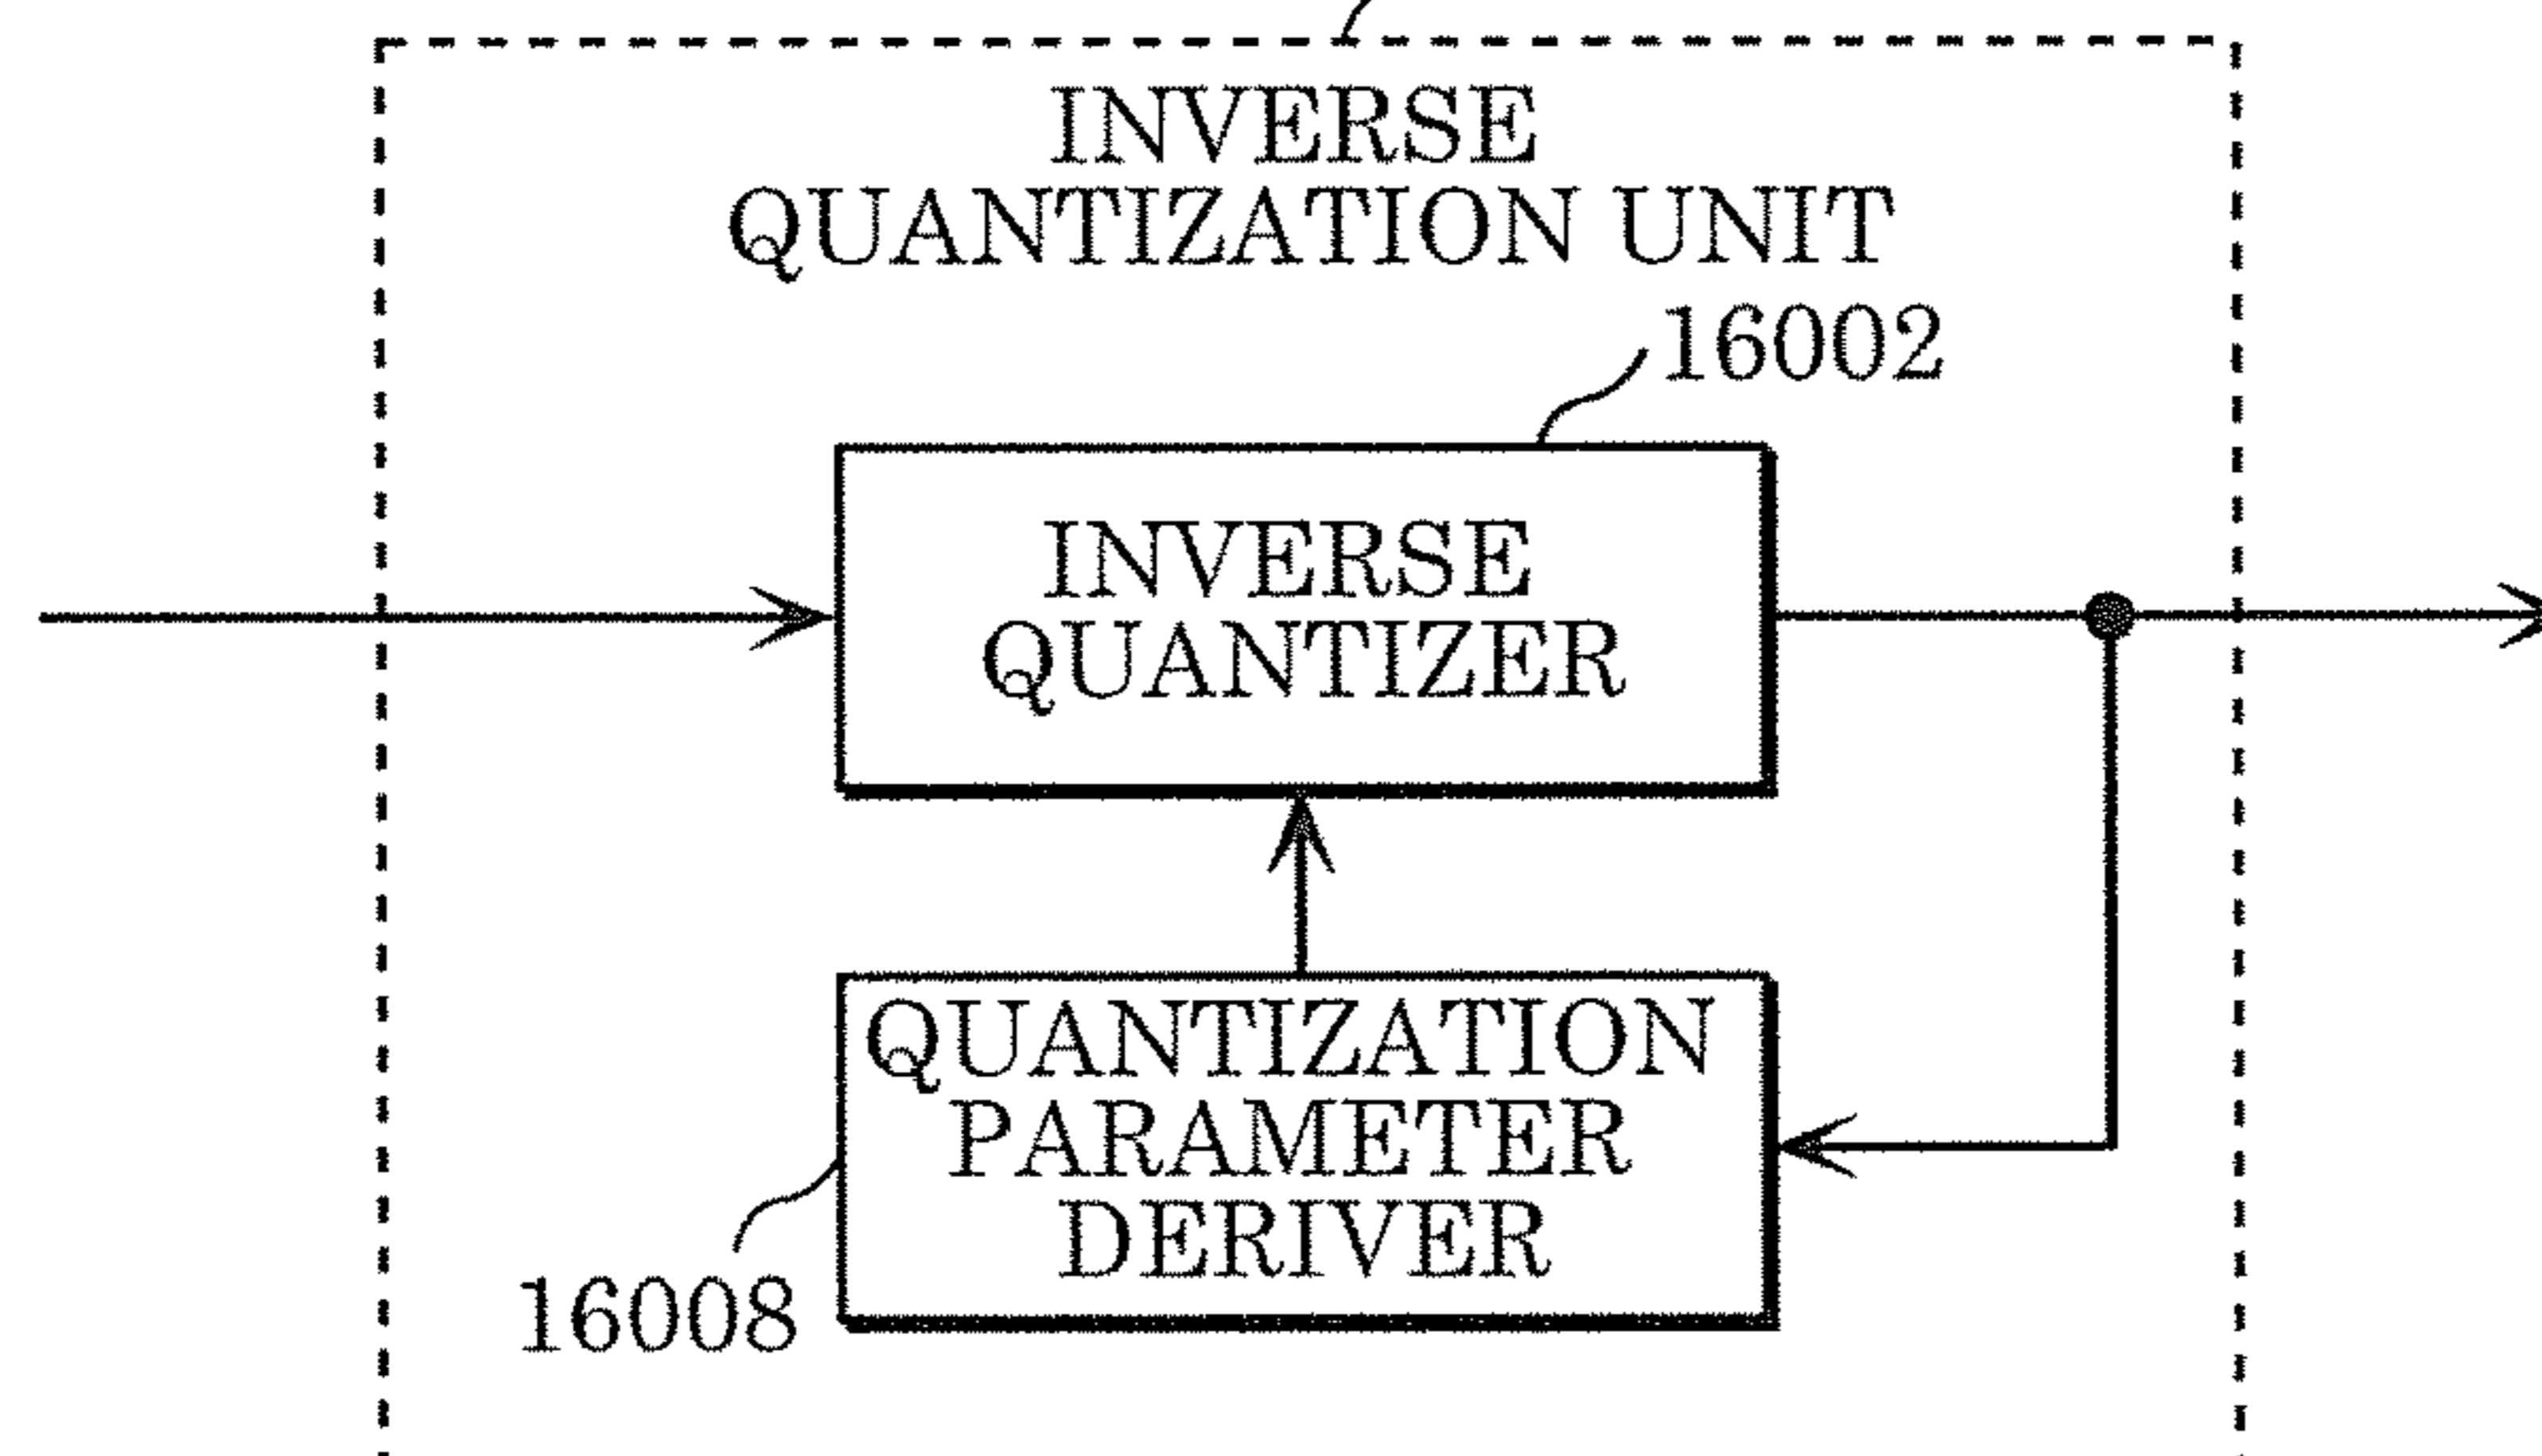 INVERSE
QUANTIZATION UNIT
16002
INVERSE
QUANTIZER
QUANTIZATION
PARAMETER
DERIVER
16008